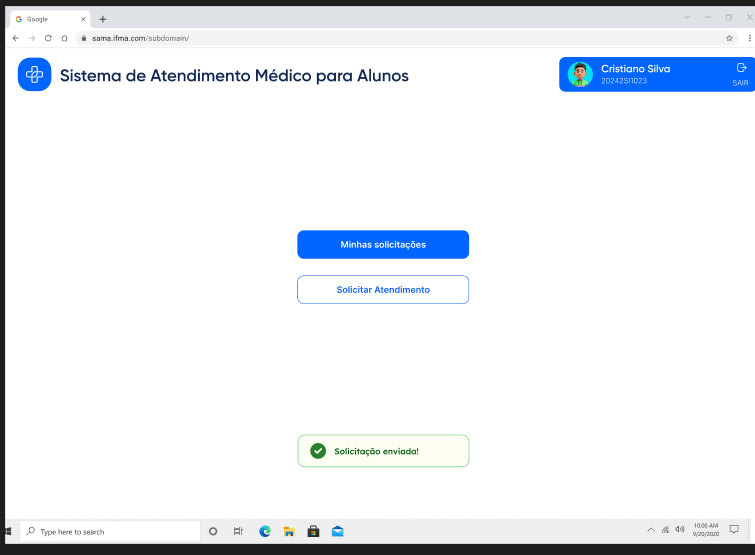 Google
sama.ifma.com/subdomain/
Sistema de Atendimento Médico para Alunos
Cristiano Silva
20242SI1023
SAIR
Minhas solicitações
Solicitar Atendimento
Solicitação enviada!
Type here to search
10:00 AM
9/20/2020